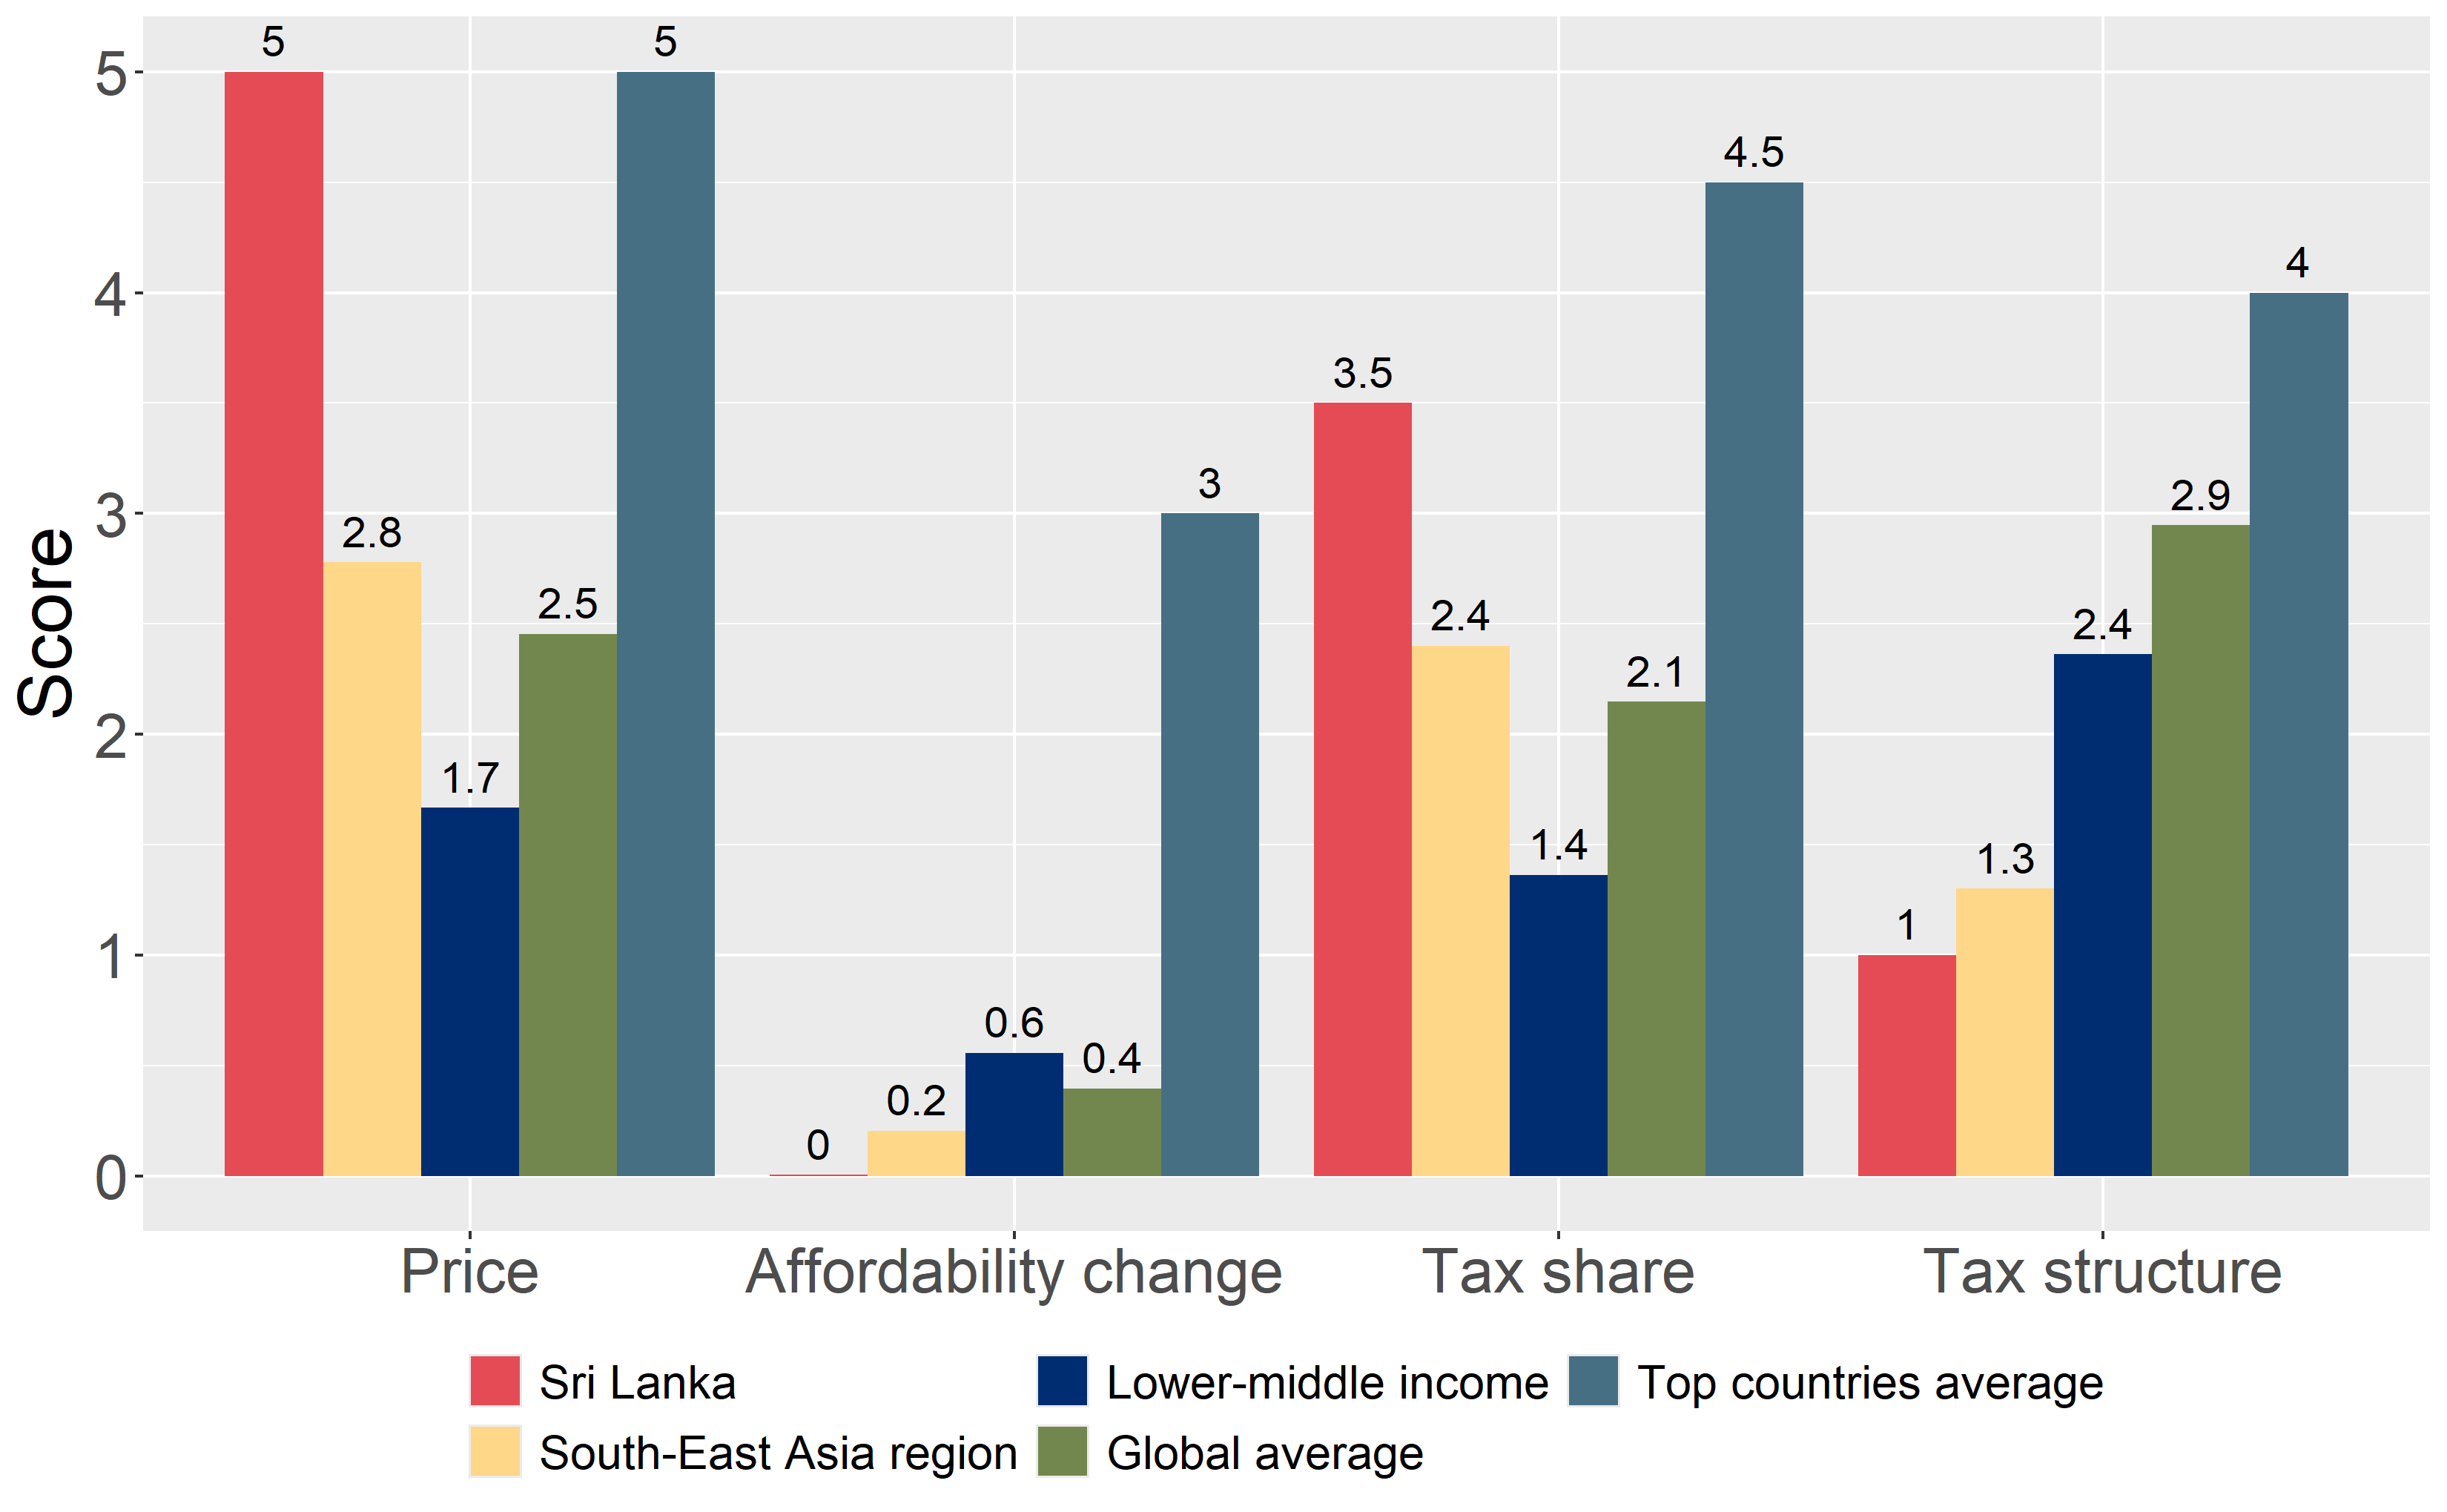 Score
5
4
3
2
1
0
5
2.8
1.7
2.5
5
0
0.2
0.6
0.4
3
3.5
2.4
1.4
2.1
4.5
1
1.3
2.4
2.9
4
Price
Affordability change
Tax share
Tax structure
Sri Lanka
Lower-middle income
Top countries average
South-East Asia region
Global average